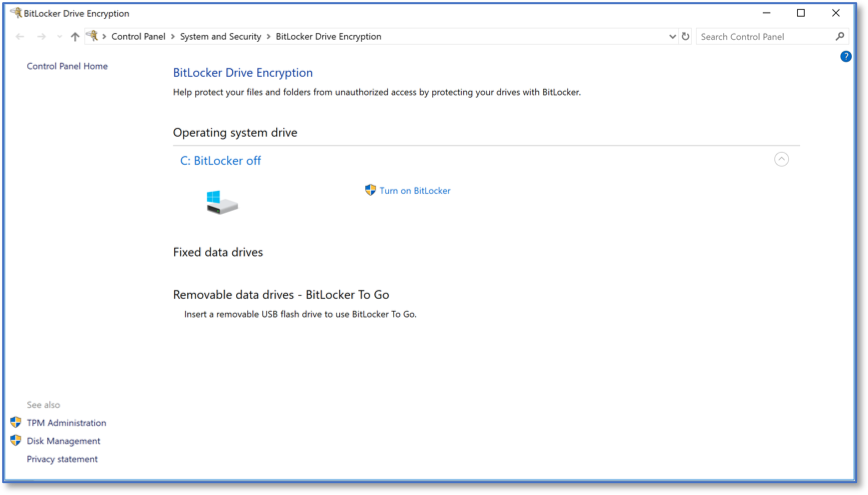 BitLocker Drive Encryption
Control Panel > System and Security > BitLocker Drive Encryption
Search Control Panel
?
Control Panel Home
BitLocker Drive Encryption
Help protect your files and folders from unauthorized access by protecting your drives with BitLocker.
Operating system drive
C: BitLocker off
Turn on BitLocker
Fixed data drives
Removable data drives - BitLocker To Go
Insert a removable USB flash drive to use BitLocker To Go.
See also
TPM Administration
Disk Management
Privacy statement